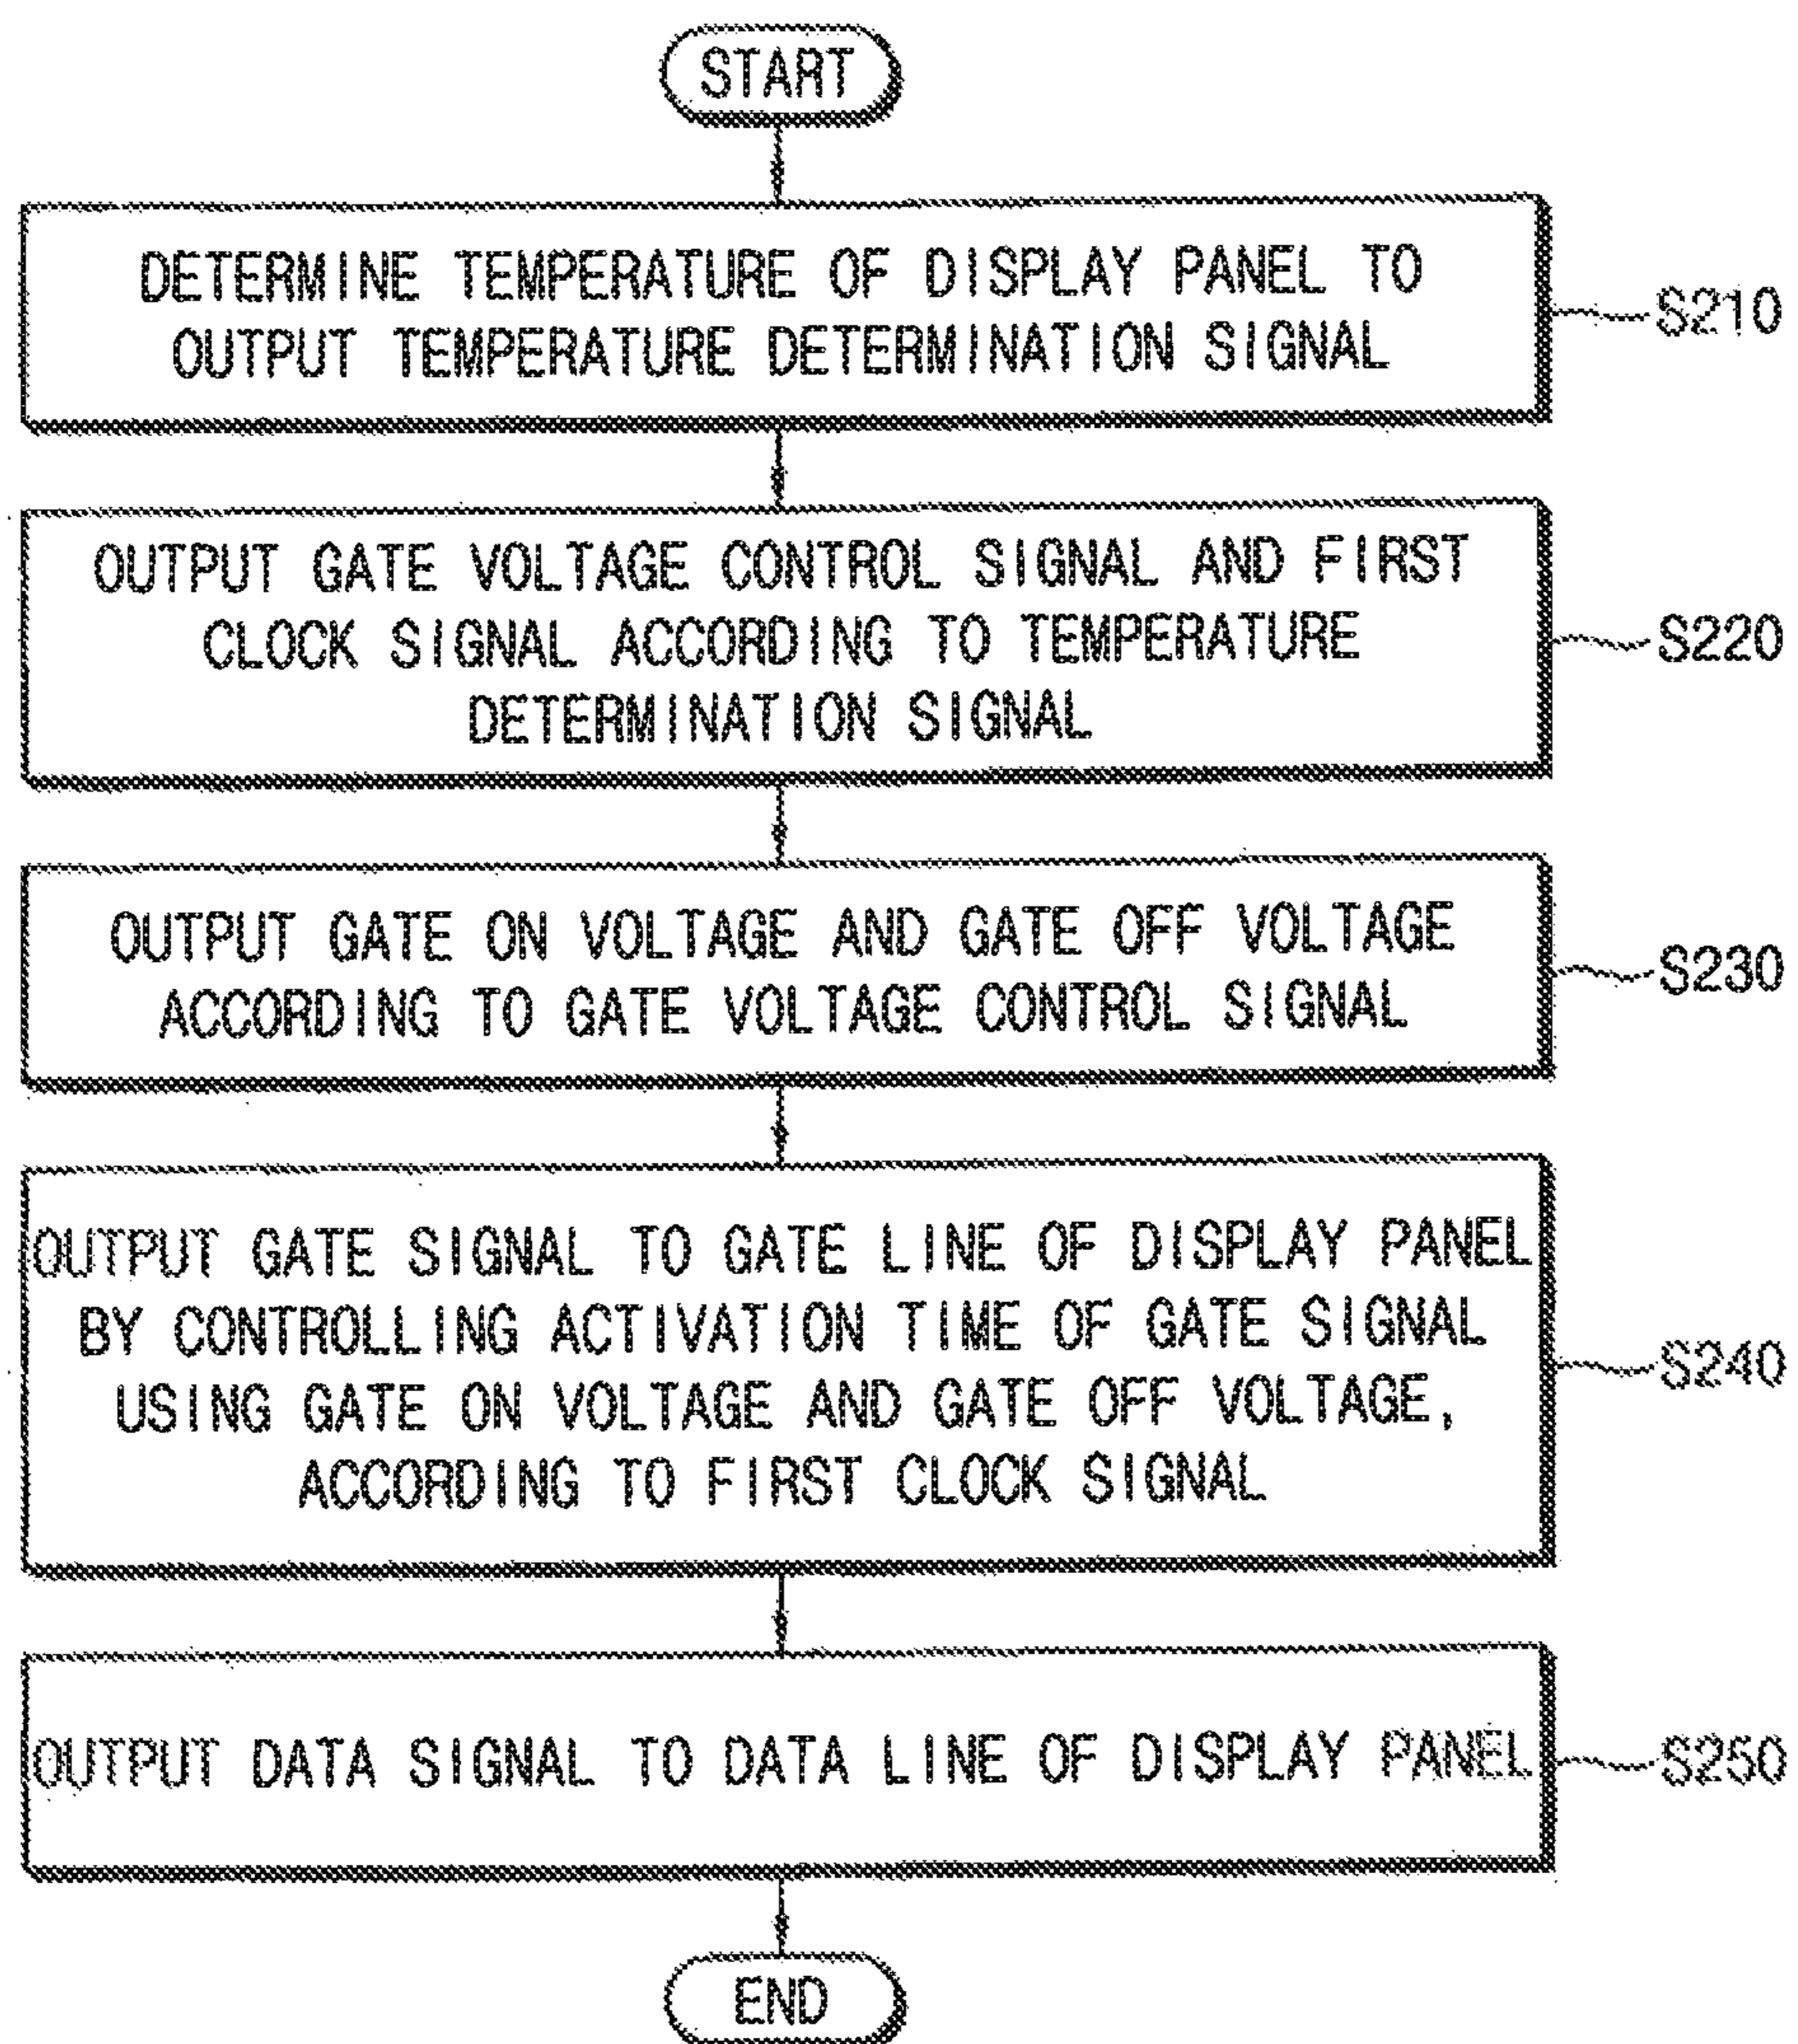 START
DETERMINE TEMPERATURE OF DISPLAY PANEL TO
OUTPUT TEMPERATURE DETERMINATION SIGNAL
S210
OUTPUT GATE VOLTAGE CONTROL SIGNAL AND FIRST
CLOCK SIGNAL ACCORDING TO TEMPERATURE
DETERMINATION SIGNAL
S220
OUTPUT GATE ON VOLTAGE AND GATE OFF VOLTAGE
ACCORDING TO GATE VOLTAGE CONTROL SIGNAL
S230
OUTPUT GATE SIGNAL TO GATE LINE OF DISPLAY PANEL
BY CONTROLLING ACTIVATION TIME OF GATE SIGNAL
USING GATE ON VOLTAGE AND GATE OFF VOLTAGE,
ACCORDING TO FIRST CLOCK SIGNAL
S240
OUTPUT DATA SIGNAL TO DATA LINE OF DISPLAY PANEL
S250
END